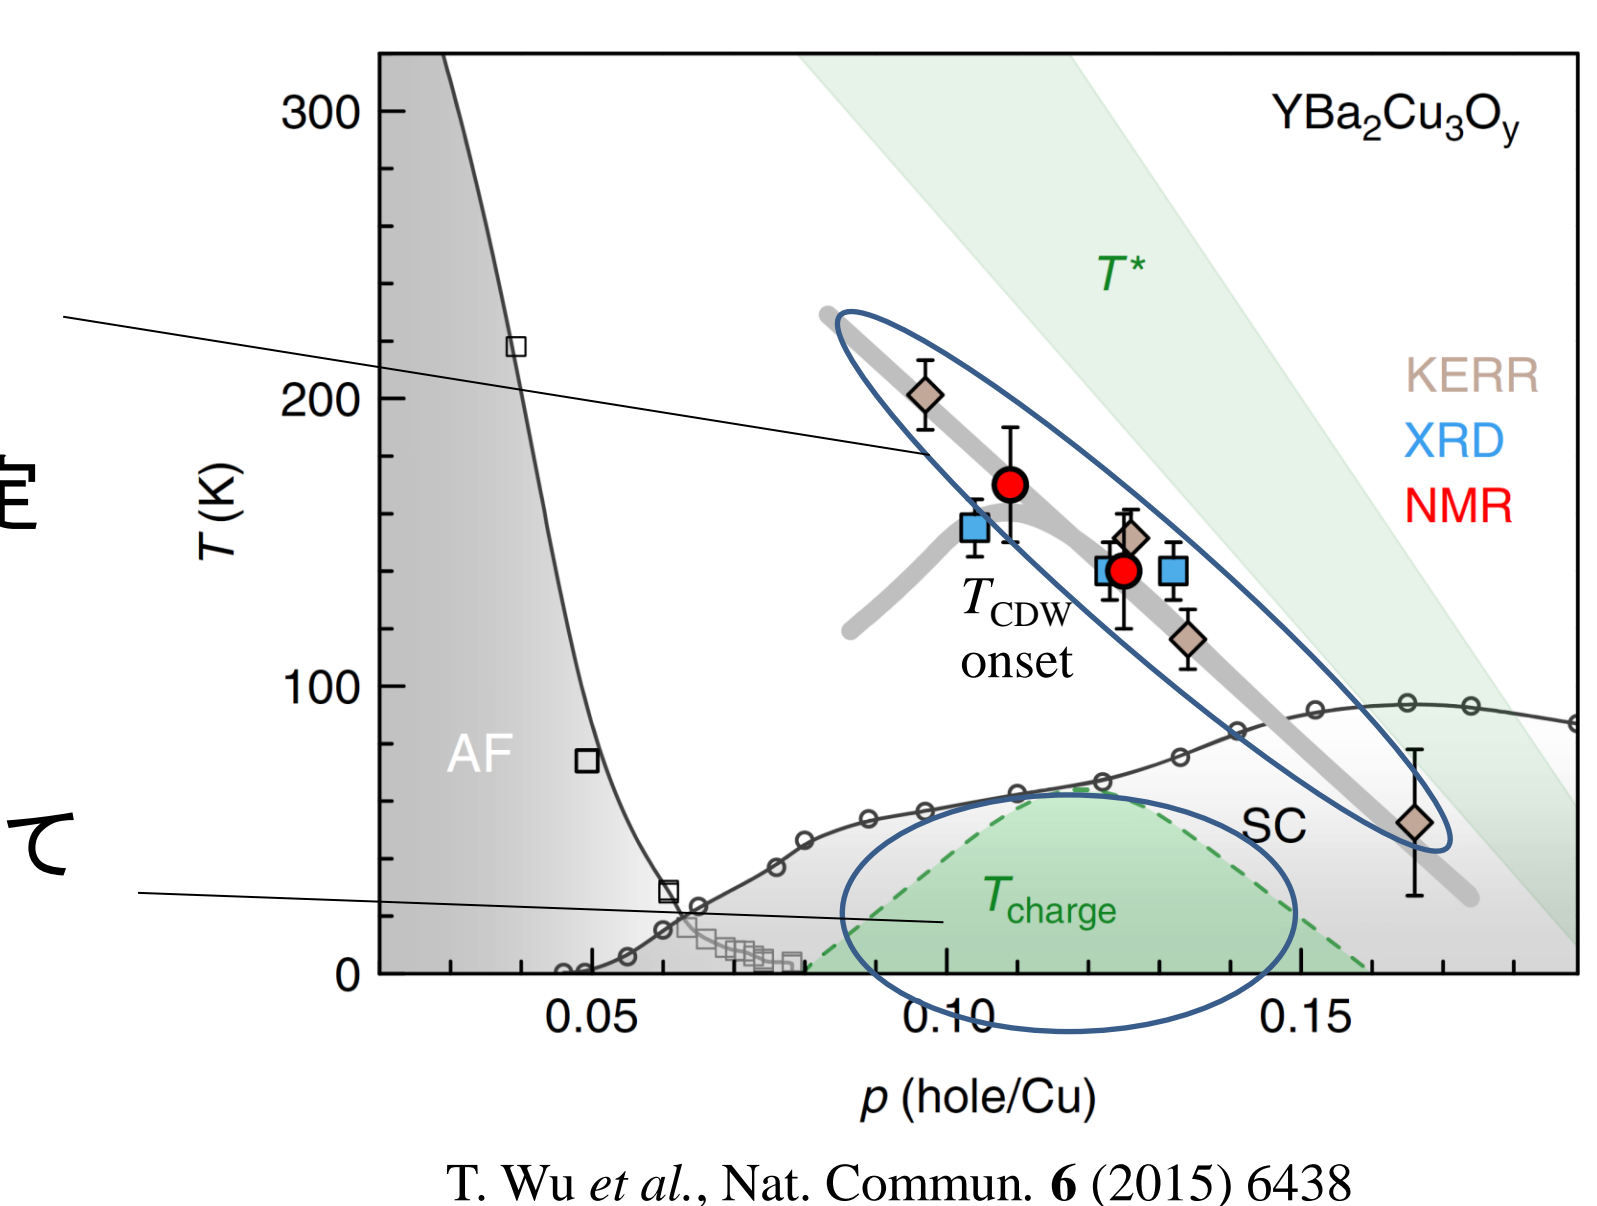 YBa₂Cu₃Oy
300
T*
KERR
200
XRD
定
NMR
T (K)
TCDW
onset
100
AF
SC
て
Tcharge
0
0.05
0.10
0.15
p (hole/Cu)
T. Wu et al., Nat. Commun. 6 (2015) 6438